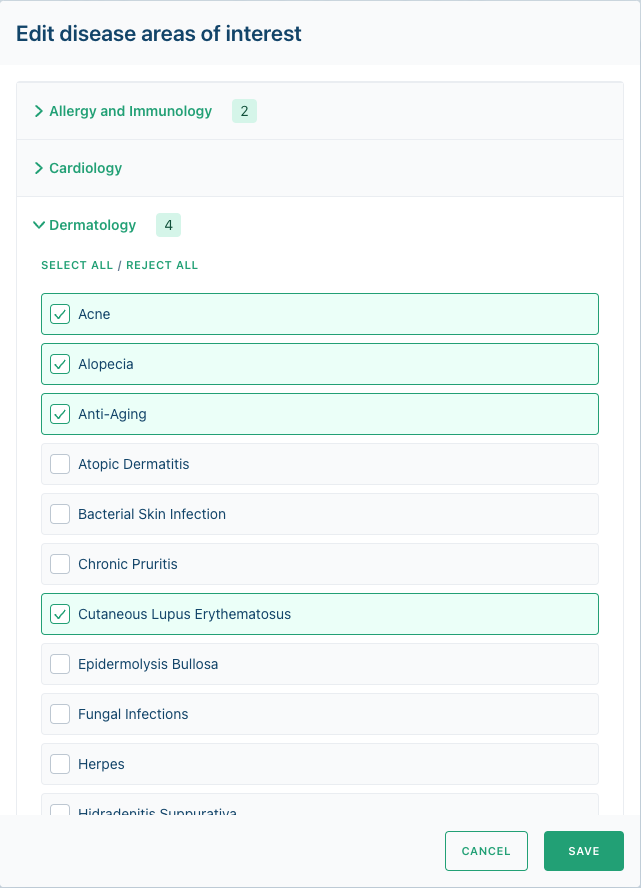 Edit disease areas of interest
Allergy and Immunology 2
Cardiology
Dermatology 4
SELECT ALL / REJECT ALL
Acne
Alopecia
Anti-Aging
Atopic Dermatitis
Bacterial Skin Infection
Chronic Pruritis
Cutaneous Lupus Erythematosus
Epidermolysis Bullosa
Fungal Infections
Herpes
Hidradenitis Suppurativa
CANCEL SAVE